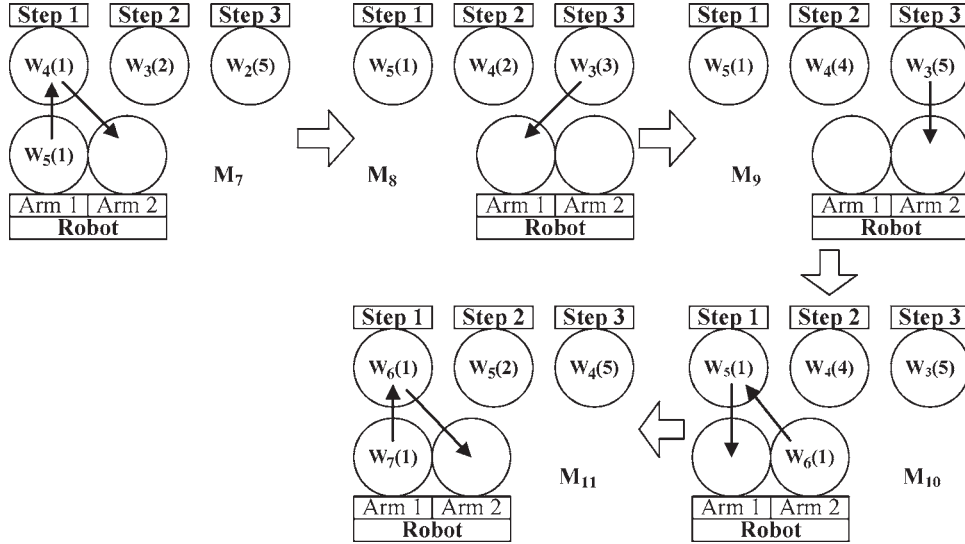 Step 1 Step 2 Step 3
W4(1) W3(2) W2(5)
W5(1)
Arm 1 Arm 2
Robot
M7
Step 1 Step 2 Step 3
W5(1) W4(2) W3(3)
M8
Arm 1 Arm 2
Robot
Step 1 Step 2 Step 3
W5(1) W4(4) W3(5)
M9
Arm 1 Arm 2
Robot
Step 1 Step 2 Step 3
W5(1) W4(4) W3(5)
W6(1)
M10
Arm 1 Arm 2
Robot
Step 1 Step 2 Step 3
W6(1) W5(2) W4(5)
W7(1)
M11
Arm 1 Arm 2
Robot